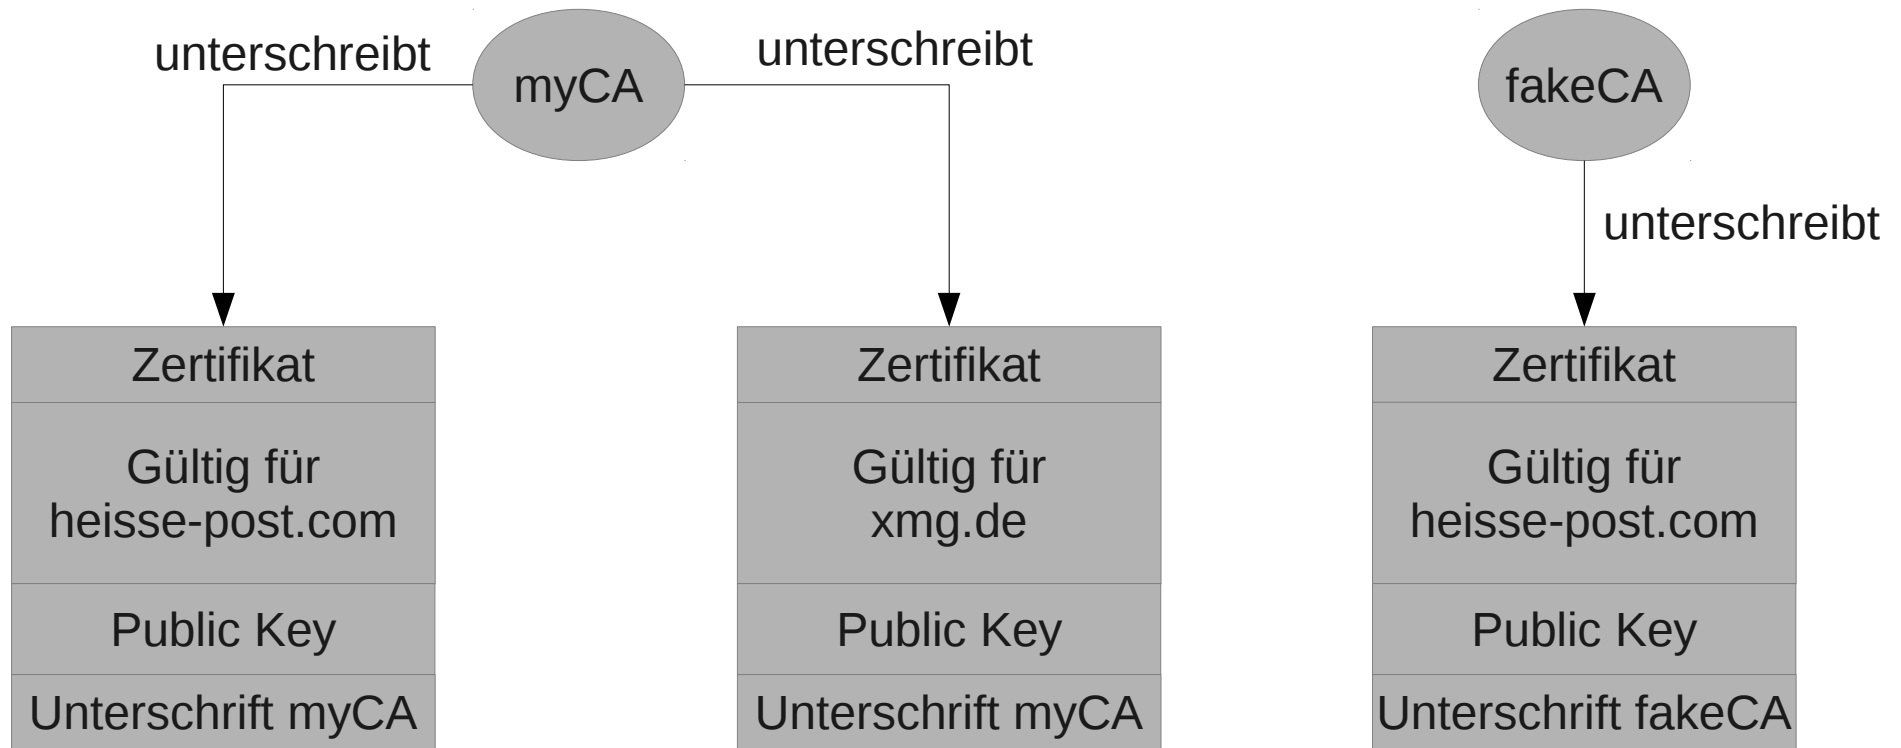 unterschreibt
myCA
unterschreibt
fakeCA
unterschreibt
Zertifikat
Gültig für
heisse-post.com
Public Key
Unterschrift myCA
Zertifikat
Gültig für
xmg.de
Public Key
Unterschrift myCA
Zertifikat
Gültig für
heisse-post.com
Public Key
Unterschrift fakeCA